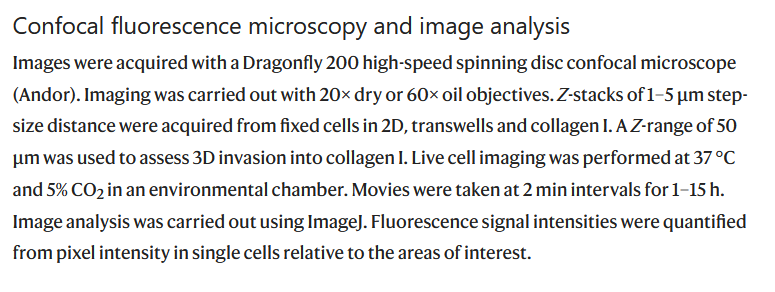 Confocal fluorescence microscopy and image analysis
Images were acquired with a Dragonfly 200 high-speed spinning disc confocal microscope
(Andor). Imaging was carried out with 20× dry or 60× oil objectives. Z-stacks of 1–5 μm step-
size distance were acquired from fixed cells in 2D, transwells and collagen I. A Z-range of 50
μm was used to assess 3D invasion into collagen I. Live cell imaging was performed at 37 °C
and 5% CO₂ in an environmental chamber. Movies were taken at 2 min intervals for 1–15 h.
Image analysis was carried out using ImageJ. Fluorescence signal intensities were quantified
from pixel intensity in single cells relative to the areas of interest.